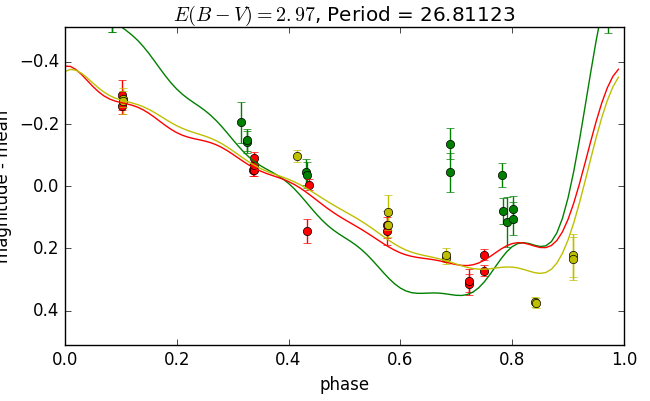 E(B − V) = 2.97, Period = 26.81123
−0.4
−0.2
0.0
0.2
0.4
magnitude - mean
0.0 0.2 0.4 0.6 0.8 1.0
phase